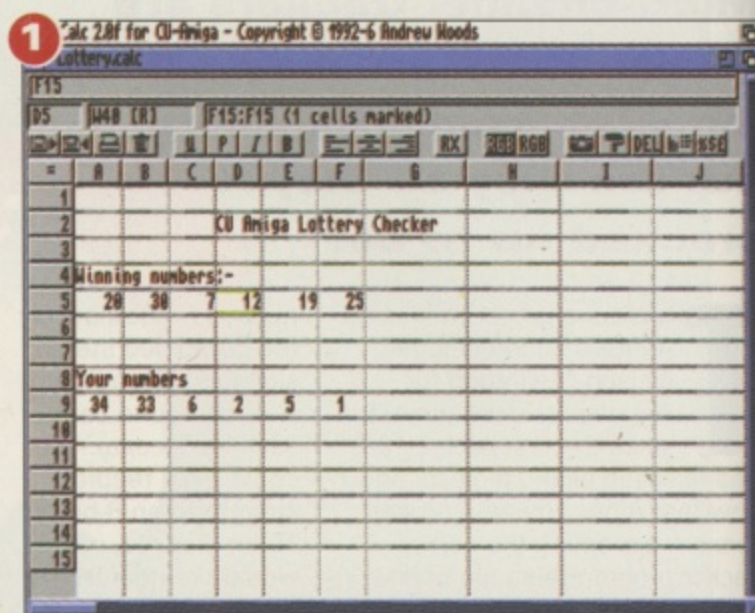 1
Calc 2.0f for CU-Amiga - Copyright © 1992-6 Andrew Woods
Lottery.calc
F15
D5 W40 [R] F15:F15 (1 cells marked)
U P I B RX RGB RGB DEL %$£
= A B C D E F G H I J
1
2 CU Amiga Lottery Checker
3
4 Winning numbers:-
5 20 30 7 12 19 25
6
7
8 Your numbers
9 34 33 6 2 5 1
10
11
12
13
14
15